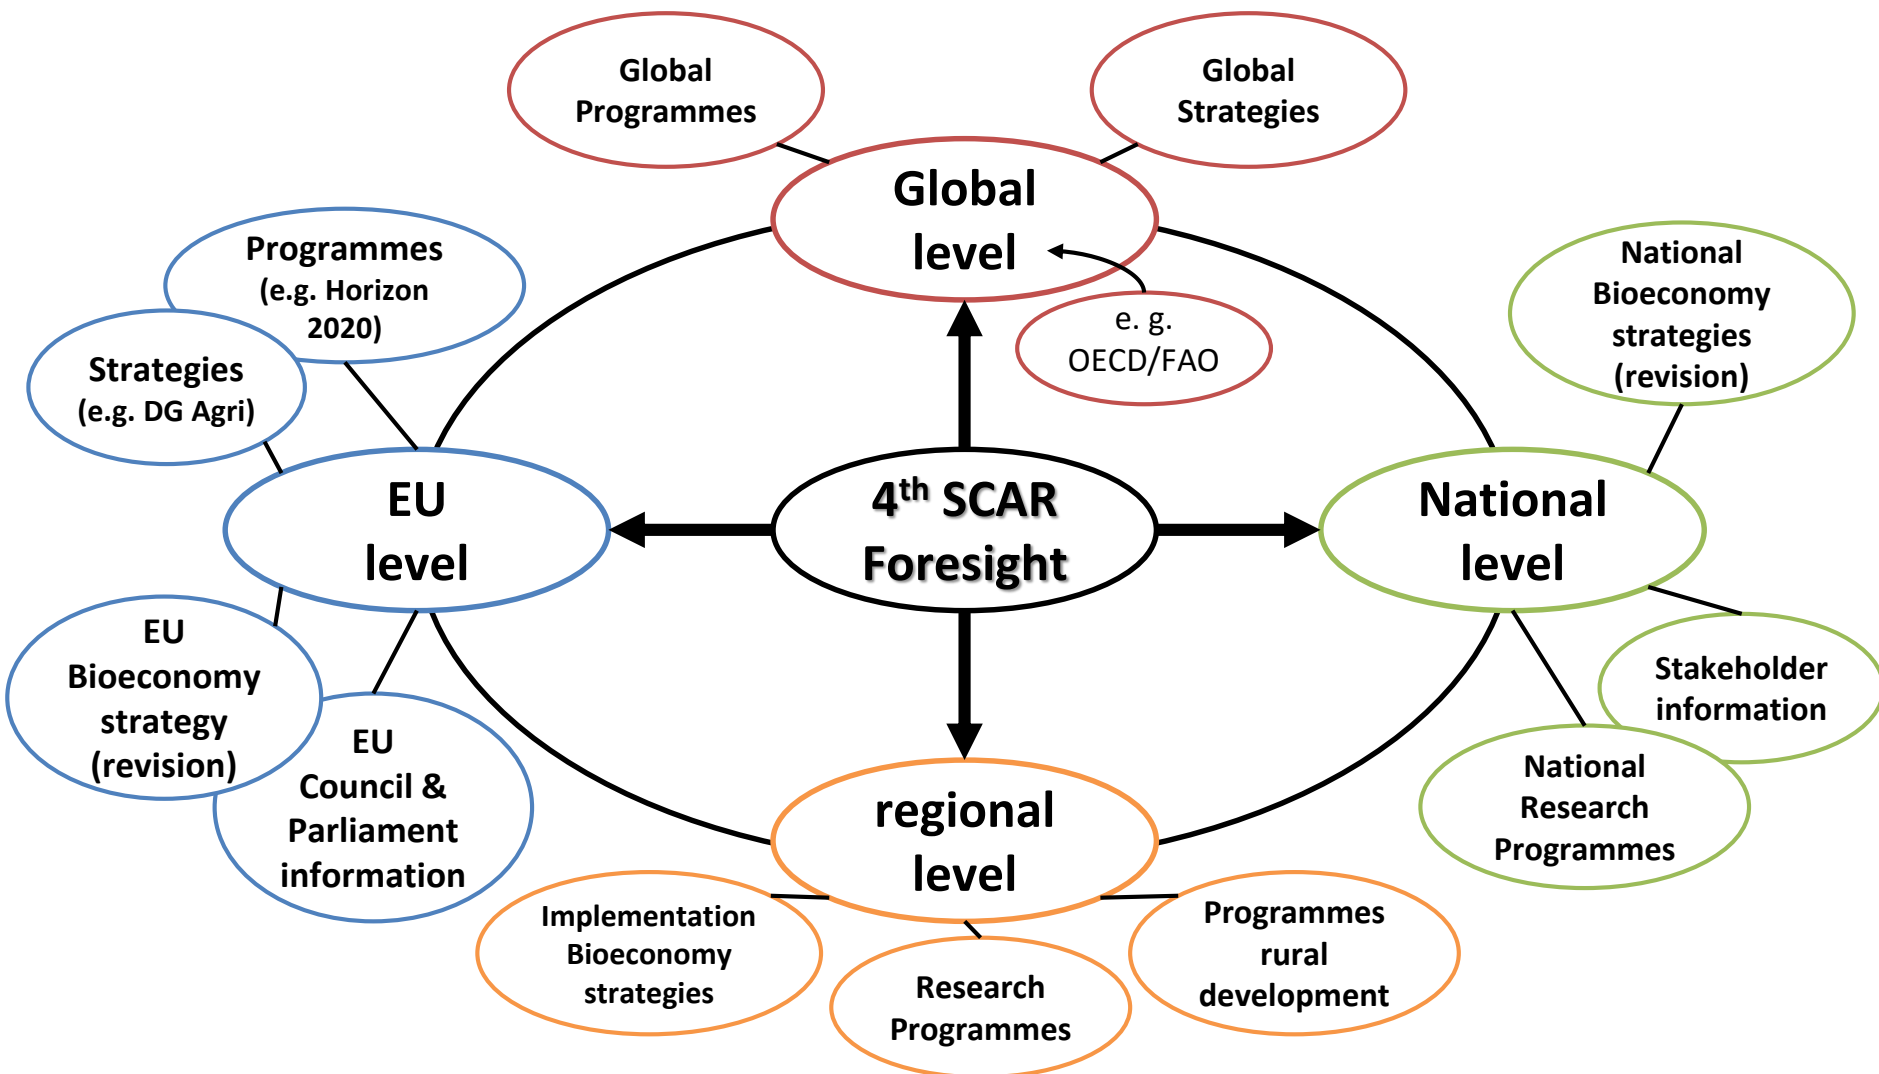 Global
Programmes
Global
Strategies
Global
level
e. g.
OECD/FAO
Programmes
(e.g. Horizon
2020)
Strategies
(e.g. DG Agri)
EU
level
EU
Bioeconomy
strategy
(revision)
EU
Council &
Parliament
information
4th SCAR
Foresight
National
Bioeconomy
strategies
(revision)
National
level
Stakeholder
information
National
Research
Programmes
regional
level
Implementation
Bioeconomy
strategies
Research
Programmes
Programmes
rural
development